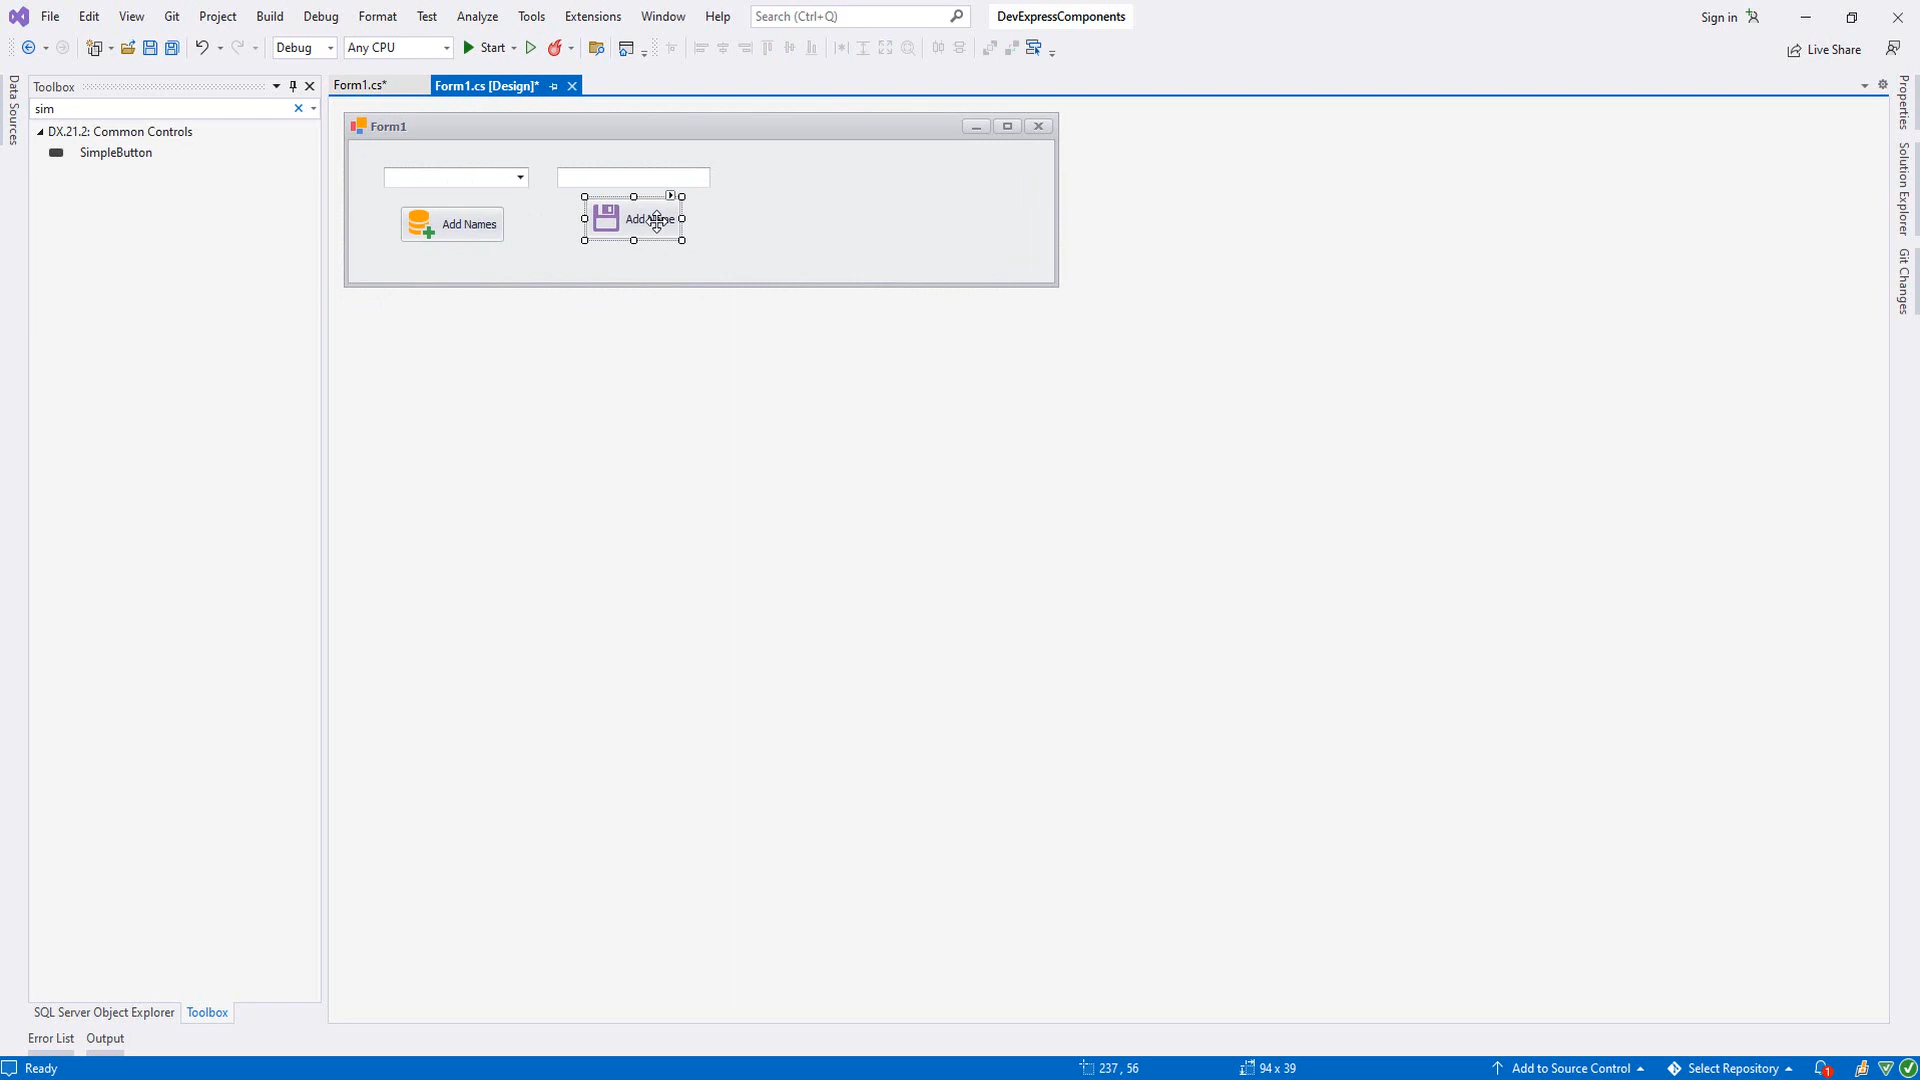 File Edit View Git Project Build Debug Format Test Analyze Tools Extensions Window Help Search (Ctrl+Q) DevExpressComponents Sign in
Debug Any CPU Start Live Share
Toolbox Form1.cs* Form1.cs [Design]*
sim
DX.21.2: Common Controls
SimpleButton
Data Sources
Form1
Add Names
Add
Properties
Solution Explorer
Git Changes
SQL Server Object Explorer Toolbox
Error List Output
Ready 237 , 56 94 x 39 Add to Source Control Select Repository 1